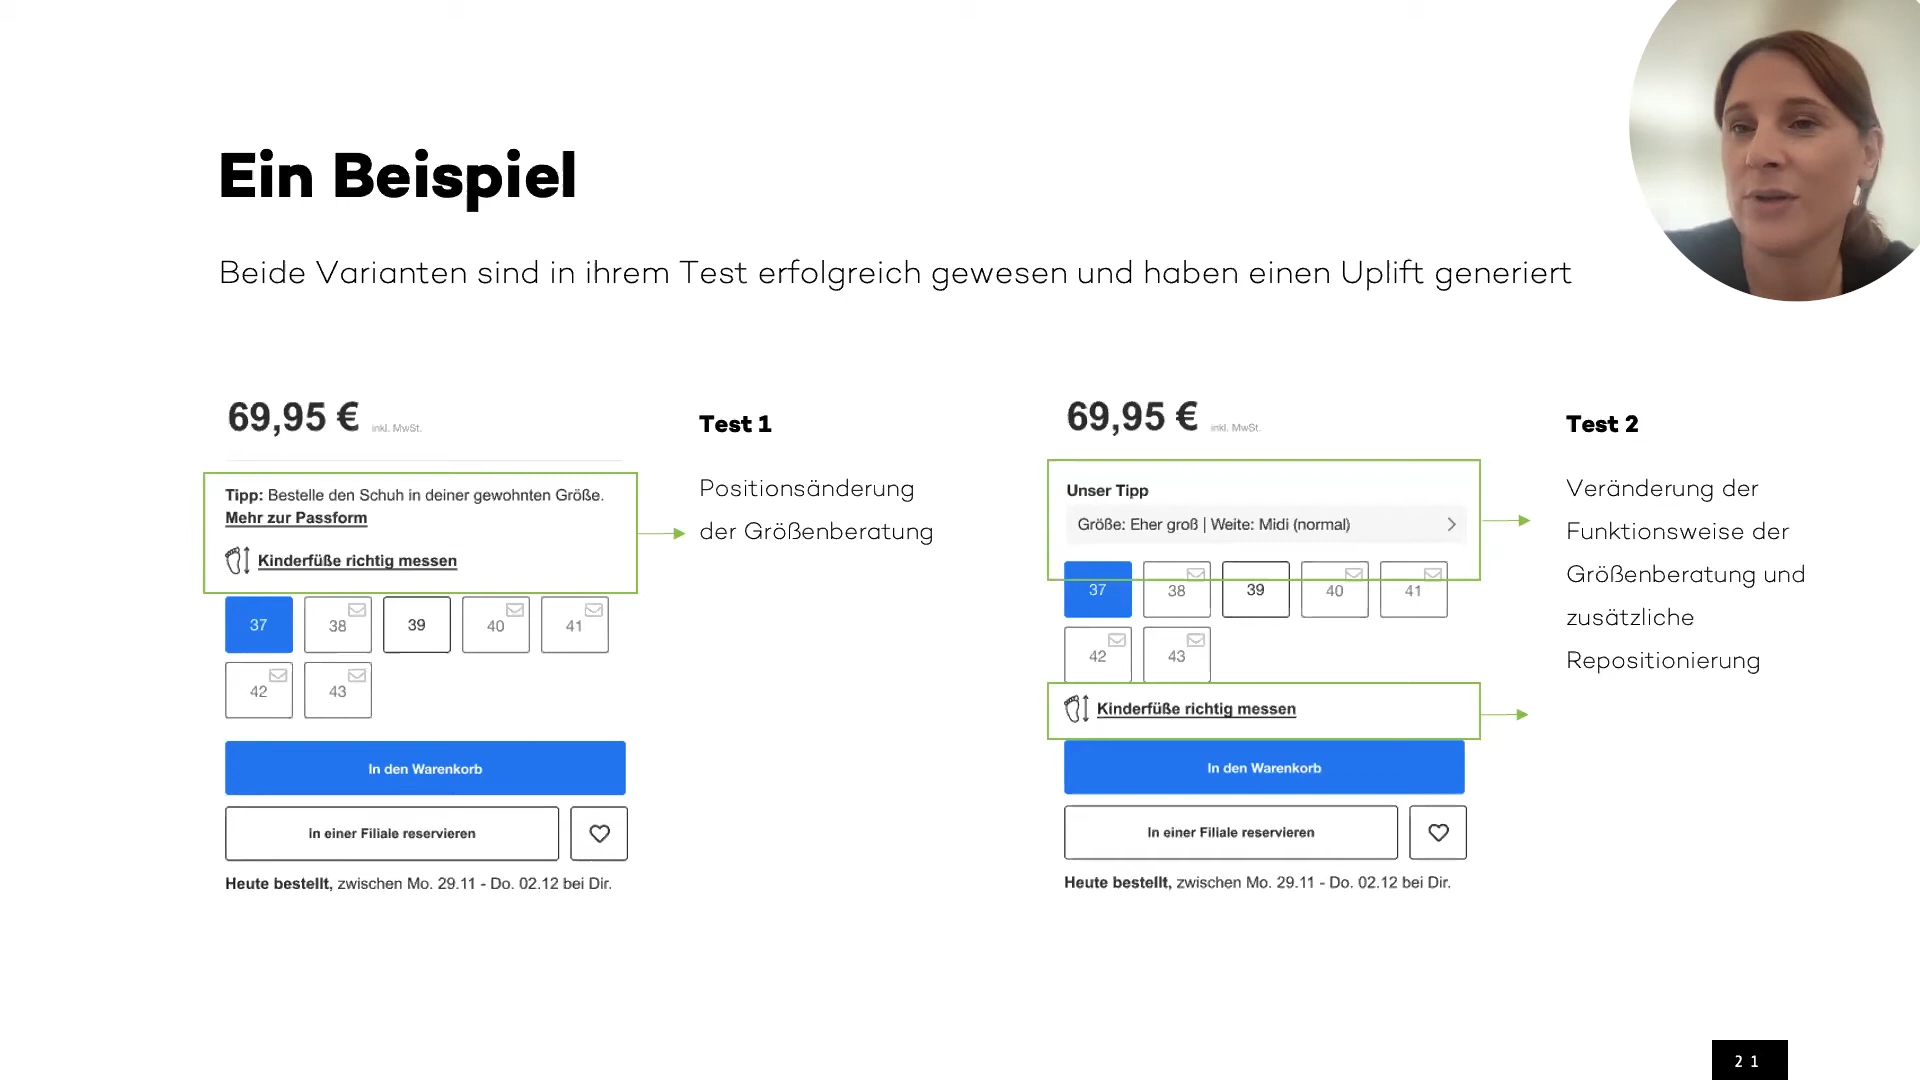 Ein Beispiel
Beide Varianten sind in ihrem Test erfolgreich gewesen und haben einen Uplift generiert
69,95 € inkl. MwSt.
Tipp: Bestelle den Schuh in deiner gewohnten Größe.
Mehr zur Passform
Kinderfüße richtig messen
37 38 39 40 41
42 43
In den Warenkorb
In einer Filiale reservieren
Heute bestellt, zwischen Mo. 29.11 - Do. 02.12 bei Dir.
Test 1
Positionsänderung
der Größenberatung
69,95 € inkl. MwSt.
Unser Tipp
Größe: Eher groß | Weite: Midi (normal)
37 38 39 40 41
42 43
Kinderfüße richtig messen
In den Warenkorb
In einer Filiale reservieren
Heute bestellt, zwischen Mo. 29.11 - Do. 02.12 bei Dir.
Test 2
Veränderung der
Funktionsweise der
Größenberatung und
zusätzliche
Repositionierung
21